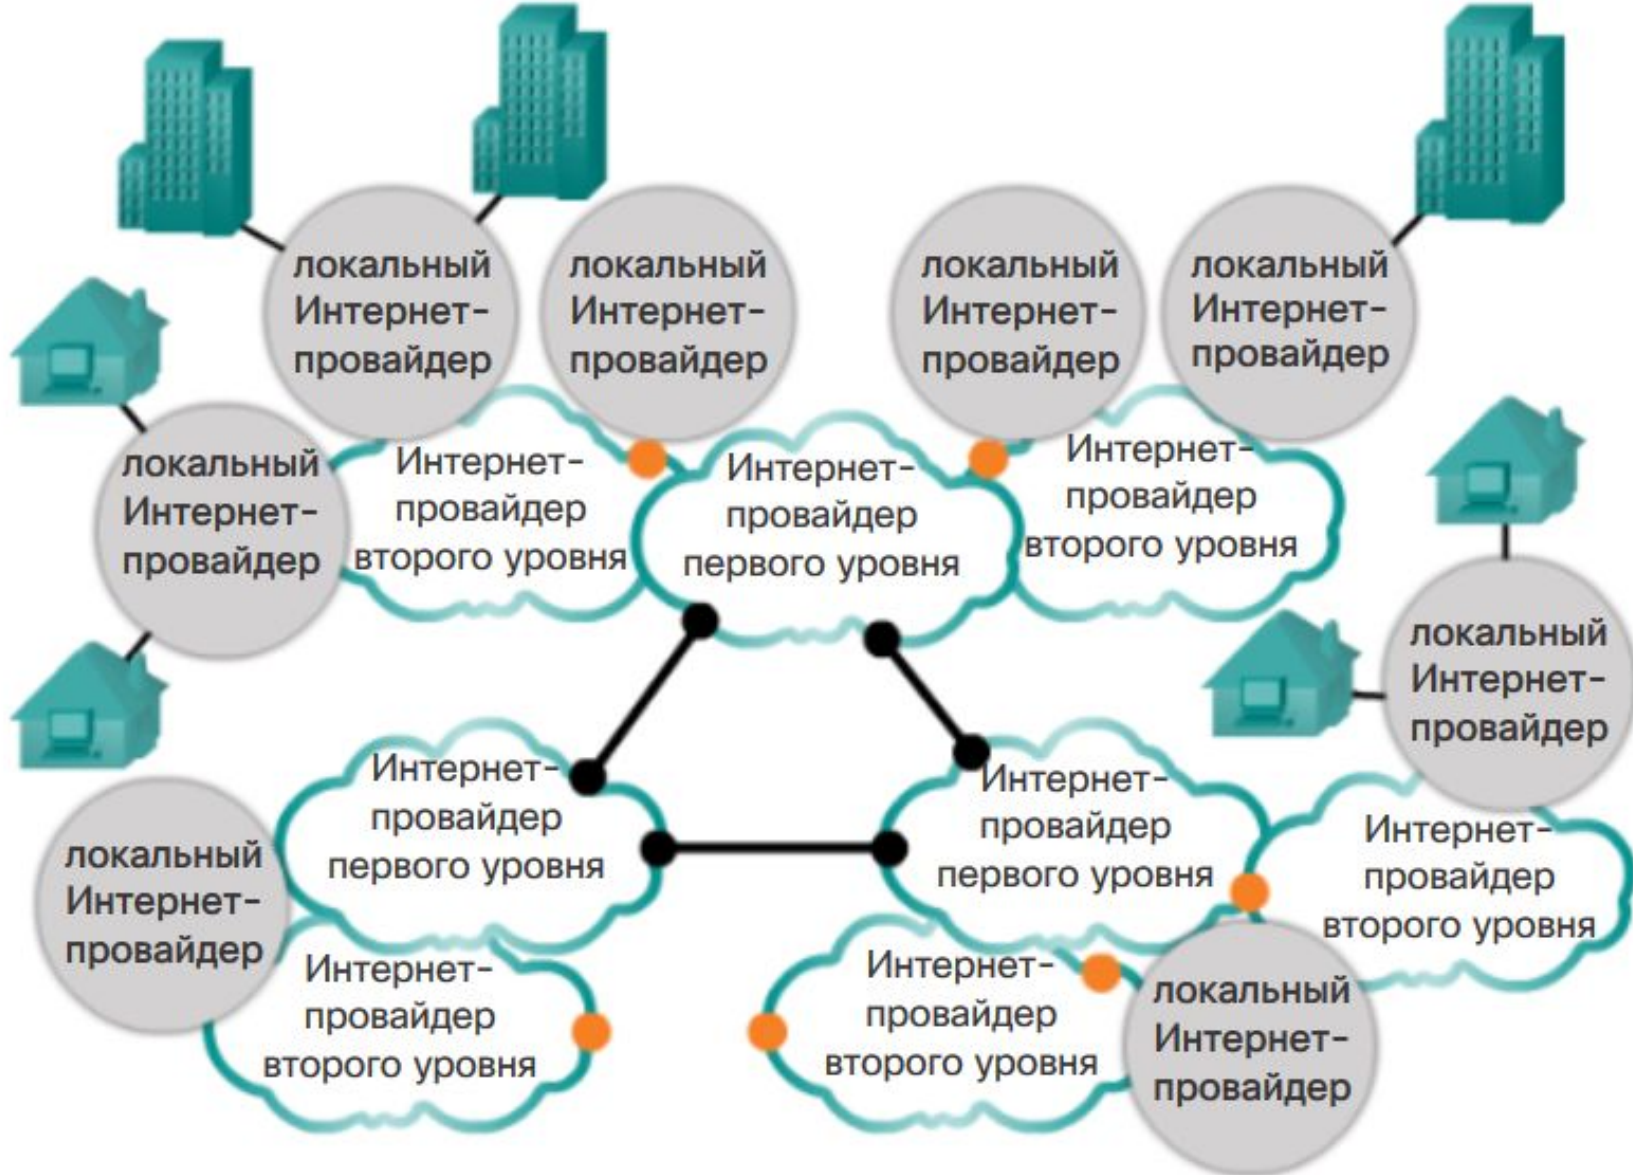 локальный
Интернет-
провайдер
локальный
Интернет-
провайдер
локальный
Интернет-
провайдер
локальный
Интернет-
провайдер
локальный
Интернет-
провайдер
Интернет-
провайдер
второго уровня
Интернет-
провайдер
первого уровня
Интернет-
провайдер
второго уровня
локальный
Интернет-
провайдер
Интернет-
провайдер
первого уровня
Интернет-
провайдер
первого уровня
Интернет-
провайдер
второго уровня
локальный
Интернет-
провайдер
Интернет-
провайдер
второго уровня
Интернет-
провайдер
второго уровня
локальный
Интернет-
провайдер